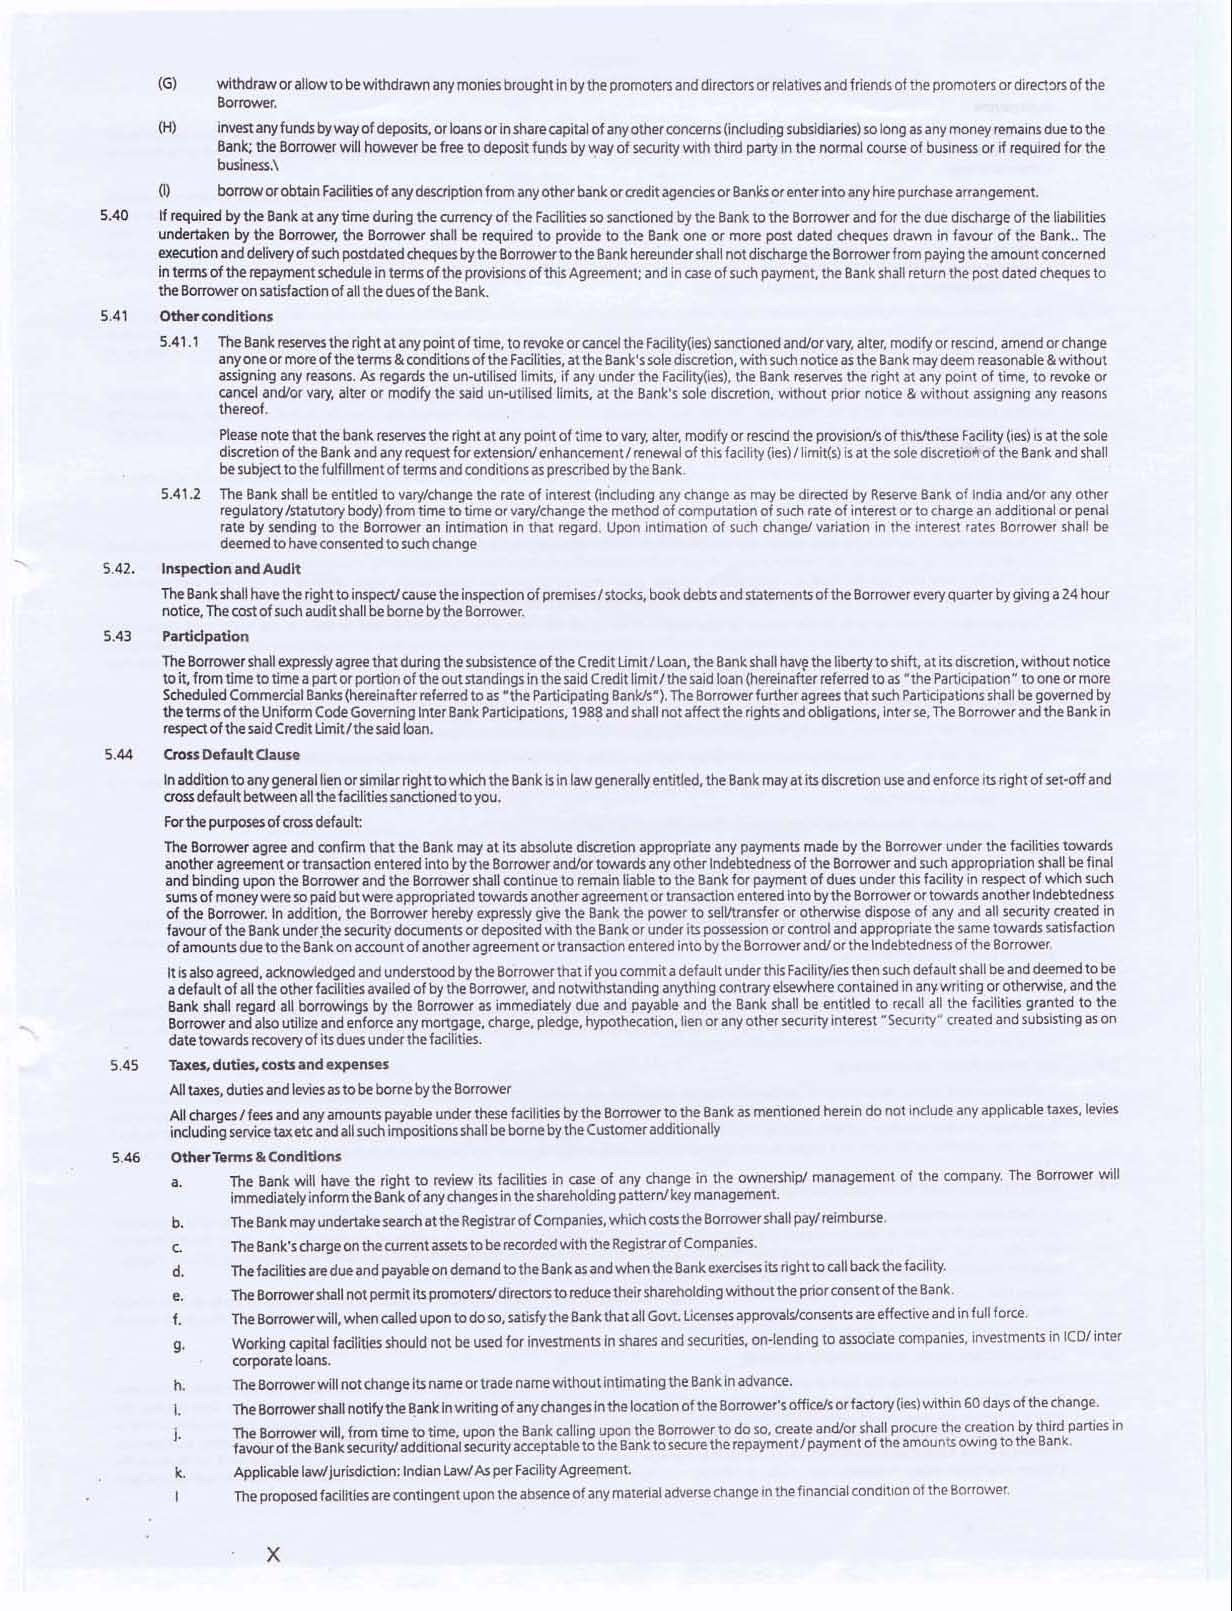 (G) withdraw or allow to be withdrawn any monies brought in by the promoters and directors or relatives and friends of the promoters or directors of the
Borrower.
(H) invest any funds by way of deposits, or loans or in share capital of any other concerns (including subsidiaries) so long as any money remains due to the
Bank; the Borrower will however be free to deposit funds by way of security with third party in the normal course of business or if required for the
business.\
(I) borrow or obtain Facilities of any description from any other bank or credit agencies or Banks or enter into any hire purchase arrangement.
5.40 If required by the Bank at any time during the currency of the Facilities so sanctioned by the Bank to the Borrower and for the due discharge of the liabilities
undertaken by the Borrower, the Borrower shall be required to provide to the Bank one or more post dated cheques drawn in favour of the Bank.. The
execution and delivery of such postdated cheques by the Borrower to the Bank hereunder shall not discharge the Borrower from paying the amount concerned
in terms of the repayment schedule in terms of the provisions of this Agreement; and in case of such payment, the Bank shall return the post dated cheques to
the Borrower on satisfaction of all the dues of the Bank.
5.41 Other conditions
5.41.1 The Bank reserves the right at any point of time, to revoke or cancel the Facility(ies) sanctioned and/or vary, alter, modify or rescind, amend or change
any one or more of the terms & conditions of the Facilities, at the Bank's sole discretion, with such notice as the Bank may deem reasonable & without
assigning any reasons. As regards the un-utilised limits, if any under the Facility(ies), the Bank reserves the right at any point of time, to revoke or
cancel and/or vary, alter or modify the said un-utilised limits, at the Bank's sole discretion, without prior notice & without assigning any reasons
thereof.
Please note that the bank reserves the right at any point of time to vary, alter, modify or rescind the provision/s of this/these Facility (ies) is at the sole
discretion of the Bank and any request for extension/ enhancement / renewal of this facility (ies) / limit(s) is at the sole discretion of the Bank and shall
be subject to the fulfillment of terms and conditions as prescribed by the Bank.
5.41.2 The Bank shall be entitled to vary/change the rate of interest (including any change as may be directed by Reserve Bank of India and/or any other
regulatory /statutory body) from time to time or vary/change the method of computation of such rate of interest or to charge an additional or penal
rate by sending to the Borrower an intimation in that regard. Upon intimation of such change/ variation in the interest rates Borrower shall be
deemed to have consented to such change
5.42. Inspection and Audit
The Bank shall have the right to inspect/ cause the inspection of premises / stocks, book debts and statements of the Borrower every quarter by giving a 24 hour
notice, The cost of such audit shall be borne by the Borrower.
5.43 Participation
The Borrower shall expressly agree that during the subsistence of the Credit Limit / Loan, the Bank shall have the liberty to shift, at its discretion, without notice
to it, from time to time a part or portion of the out standings in the said Credit limit / the said loan (hereinafter referred to as "the Participation" to one or more
Scheduled Commercial Banks (hereinafter referred to as "the Participating Bank/s"). The Borrower further agrees that such Participations shall be governed by
the terms of the Uniform Code Governing Inter Bank Participations, 1988 and shall not affect the rights and obligations, inter se, The Borrower and the Bank in
respect of the said Credit Limit / the said loan.
5.44 Cross Default Clause
In addition to any general lien or similar right to which the Bank is in law generally entitled, the Bank may at its discretion use and enforce its right of set-off and
cross default between all the facilities sanctioned to you.
For the purposes of cross default:
The Borrower agree and confirm that the Bank may at its absolute discretion appropriate any payments made by the Borrower under the facilities towards
another agreement or transaction entered into by the Borrower and/or towards any other Indebtedness of the Borrower and such appropriation shall be final
and binding upon the Borrower and the Borrower shall continue to remain liable to the Bank for payment of dues under this facility in respect of which such
sums of money were so paid but were appropriated towards another agreement or transaction entered into by the Borrower or towards another Indebtedness
of the Borrower. In addition, the Borrower hereby expressly give the Bank the power to sell/transfer or otherwise dispose of any and all security created in
favour of the Bank under the security documents or deposited with the Bank or under its possession or control and appropriate the same towards satisfaction
of amounts due to the Bank on account of another agreement or transaction entered into by the Borrower and/ or the Indebtedness of the Borrower.
It is also agreed, acknowledged and understood by the Borrower that if you commit a default under this Facility/ies then such default shall be and deemed to be
a default of all the other facilities availed of by the Borrower, and notwithstanding anything contrary elsewhere contained in any writing or otherwise, and the
Bank shall regard all borrowings by the Borrower as immediately due and payable and the Bank shall be entitled to recall all the facilities granted to the
Borrower and also utilize and enforce any mortgage, charge, pledge, hypothecation, lien or any other security interest "Security" created and subsisting as on
date towards recovery of its dues under the facilities.
5.45 Taxes, duties, costs and expenses
All taxes, duties and levies as to be borne by the Borrower
All charges / fees and any amounts payable under these facilities by the Borrower to the Bank as mentioned herein do not include any applicable taxes, levies
including service tax etc and all such impositions shall be borne by the Customer additionally
5.46 Other Terms & Conditions
a. The Bank will have the right to review its facilities in case of any change in the ownership/ management of the company. The Borrower will
immediately inform the Bank of any changes in the shareholding pattern/ key management.
b. The Bank may undertake search at the Registrar of Companies, which costs the Borrower shall pay/ reimburse.
c. The Bank's charge on the current assets to be recorded with the Registrar of Companies.
d. The facilities are due and payable on demand to the Bank as and when the Bank exercises its right to call back the facility.
e. The Borrower shall not permit its promoters/ directors to reduce their shareholding without the prior consent of the Bank.
f. The Borrower will, when called upon to do so, satisfy the Bank that all Govt. Licenses approvals/consents are effective and in full force.
g. Working capital facilities should not be used for investments in shares and securities, on-lending to associate companies, investments in ICD/ inter
corporate loans.
h. The Borrower will not change its name or trade name without intimating the Bank in advance.
i. The Borrower shall notify the Bank in writing of any changes in the location of the Borrower's office/s or factory (ies) within 60 days of the change.
j. The Borrower will, from time to time, upon the Bank calling upon the Borrower to do so, create and/or shall procure the creation by third parties in
favour of the Bank security/ additional security acceptable to the Bank to secure the repayment / payment of the amounts owing to the Bank.
k. Applicable law/ jurisdiction: Indian Law/ As per Facility Agreement.
l The proposed facilities are contingent upon the absence of any material adverse change in the financial condition of the Borrower.
X